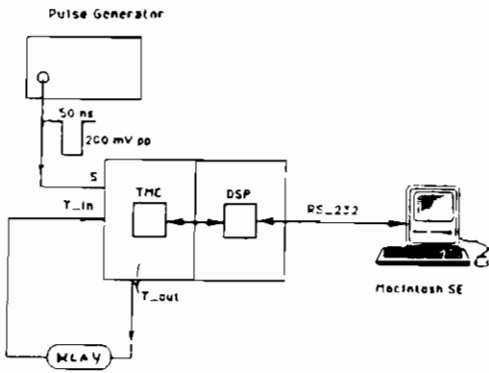 Pulse Generator
50 ns
200 mV pp
S
TMC
DSP
T_in
RS_232
T_out
Macintosh SE